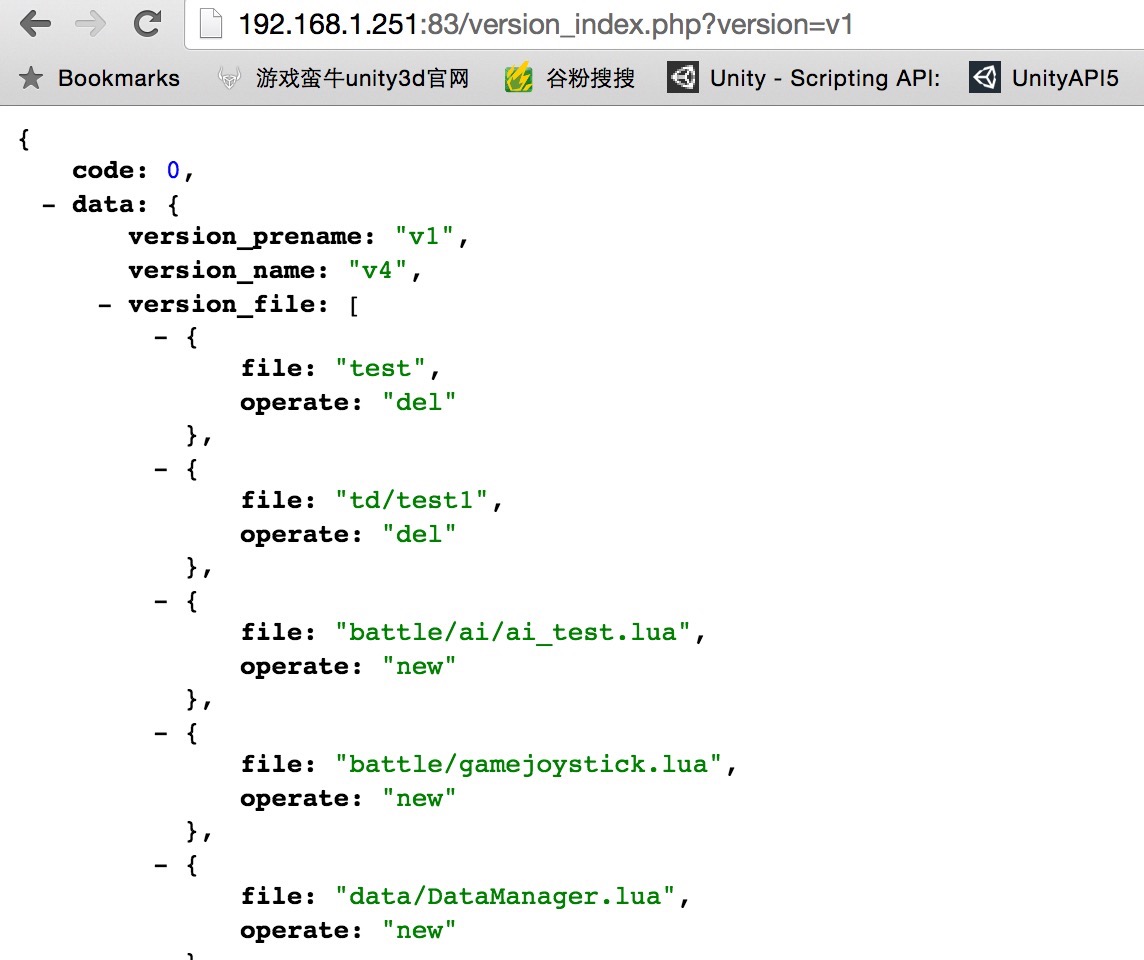 192.168.1.251:83/version_index.php?version=v1
Bookmarks 游戏蛮牛unity3d官网 谷粉搜搜 Unity - Scripting API: UnityAPI5
{
code: 0,
- data: {
version_prename: "v1",
version_name: "v4",
- version_file: [
- {
file: "test",
operate: "del"
},
- {
file: "td/test1",
operate: "del"
},
- {
file: "battle/ai/ai_test.lua",
operate: "new"
},
- {
file: "battle/gamejoystick.lua",
operate: "new"
},
- {
file: "data/DataManager.lua",
operate: "new"
}